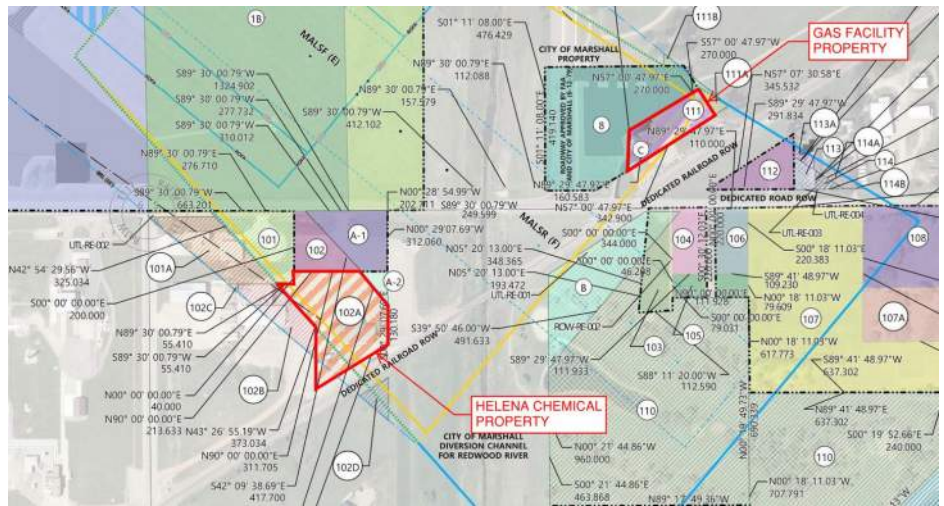 1B
MALSF (E)
S01° 11' 08.00"E
476.429
111B
S57° 00' 47.97"W
270.000
GAS FACILITY
PROPERTY
CITY OF MARSHALL
PROPERTY
N89° 30' 00.79"E
112.088
N57° 00' 47.97"E
270.000
111A
N57° 07' 30.58"E
345.532
S89° 30' 00.79"W
1324.902
S89° 30' 00.79"W
277.732
S89° 30' 00.79"W
N89° 30' 00.79"E
157.579
S89° 30' 00.79"W
412.102
S01° 11' 08.00"E
419.140
ROADWAY APPROVED BY FAA
AND CITY OF MARSHALL
B
111
S89° 29' 47.97"W
291.834
113A
113
114A
114
114B
N89° 30' 00.79"E
276.710
C
N89° 29' 47.97"E
110.000
112
S89° 30' 00.79"W
663.201
N00° 28' 54.99"W
S89° 30' 00.79"W
249.599
N89° 29' 47.97"E
160.583
DEDICATED RAILROAD ROW
DEDICATED ROAD ROW
UTL-RE-002
101
102
A-1
N00° 29' 07.69"W
312.060
MALSR (F)
N57° 00' 47.97"E
342.900
S00° 00' 00.00"E
344.000
104
106
UTL-RE-004
UTL-RE-003
S00° 18' 11.03"E
220.383
108
N42° 54' 29.56"W
325.034
101A
N05° 20' 13.00"E
348.365
S00° 00' 00.00"E
N05° 20' 13.00"E
193.472
UTL-RE-001
A-2
S89° 41' 48.97"W
109.230
S00° 00' 00.00"E
200.000
102C
102A
B
N00° 18' 11.03"W
79.609
S00° 00' 00.00"E
79.031
107
107A
N89° 30' 00.79"E
55.410
S39° 50' 46.00"W
491.633
ROW-RE-002
S89° 30' 00.79"W
55.410
S89° 29' 47.97"W
111.933
103
105
N00° 18' 11.03"W
617.773
S89° 41' 48.97"W
637.302
N00° 00' 00.00"E
40.000
102B
DEDICATED RAILROAD ROW
S88° 11' 20.00"W
112.590
N90° 00' 00.00"E
213.633
N43° 26' 55.19"W
373.034
HELENA CHEMICAL
PROPERTY
110
N89° 41' 48.97"E
637.302
S00° 19' 52.66"E
240.000
N90° 00' 00.00"E
311.705
102D
CITY OF MARSHALL
DIVERSION CHANNEL
FOR REDWOOD RIVER
N00° 21' 44.86"W
960.000
110
S42° 09' 38.69"E
417.700
S00° 21' 44.86"E
463.868
N89° 17' 49.36"W
N00° 18' 11.03"W
707.791